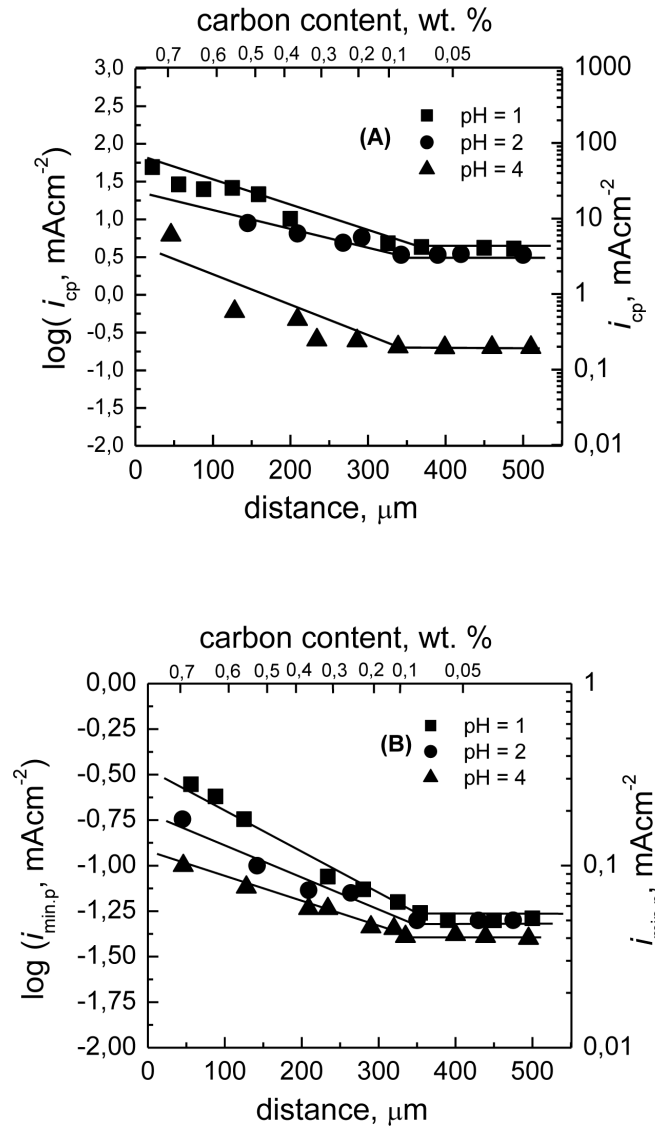 carbon content, wt. %
0,7 0,6 0,5 0,4 0,3 0,2 0,1 0,05
3,0
2,5
2,0
1,5
1,0
0,5
0,0
-0,5
-1,0
-1,5
-2,0
log( i_cp, mAcm⁻²)
(A)
pH = 1
pH = 2
pH = 4
1000
100
10
1
0,1
0,01
i_cp, mAcm⁻²
0 100 200 300 400 500
distance, μm
carbon content, wt. %
0,7 0,6 0,5 0,4 0,3 0,2 0,1 0,05
0,00
-0,25
-0,50
-0,75
-1,00
-1,25
-1,50
-1,75
-2,00
log (i_min.p, mAcm⁻²)
(B)
pH = 1
pH = 2
pH = 4
1
0,1
0,01
i_min.p, mAcm⁻²
0 100 200 300 400 500
distance, μm